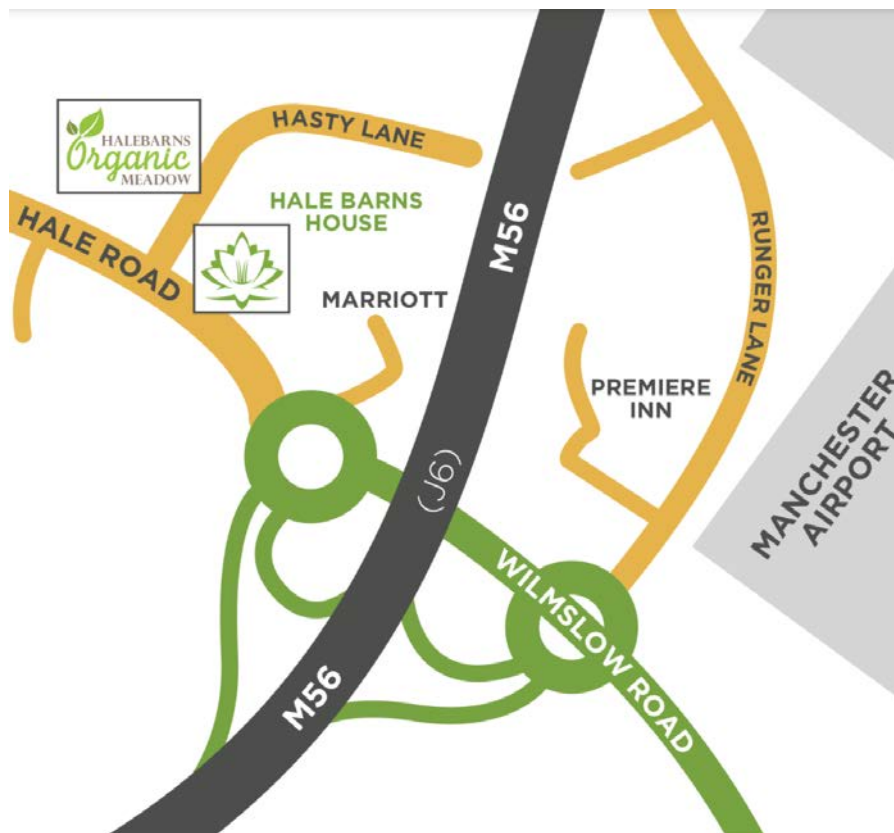 HALEBARNS
Organic
MEADOW
HASTY LANE
HALE BARNS
HOUSE
HALE ROAD
MARRIOTT
M56
RUNGER LANE
PREMIERE
INN
MANCHESTER
AIRPORT
(J6)
WILMSLOW ROAD
M56